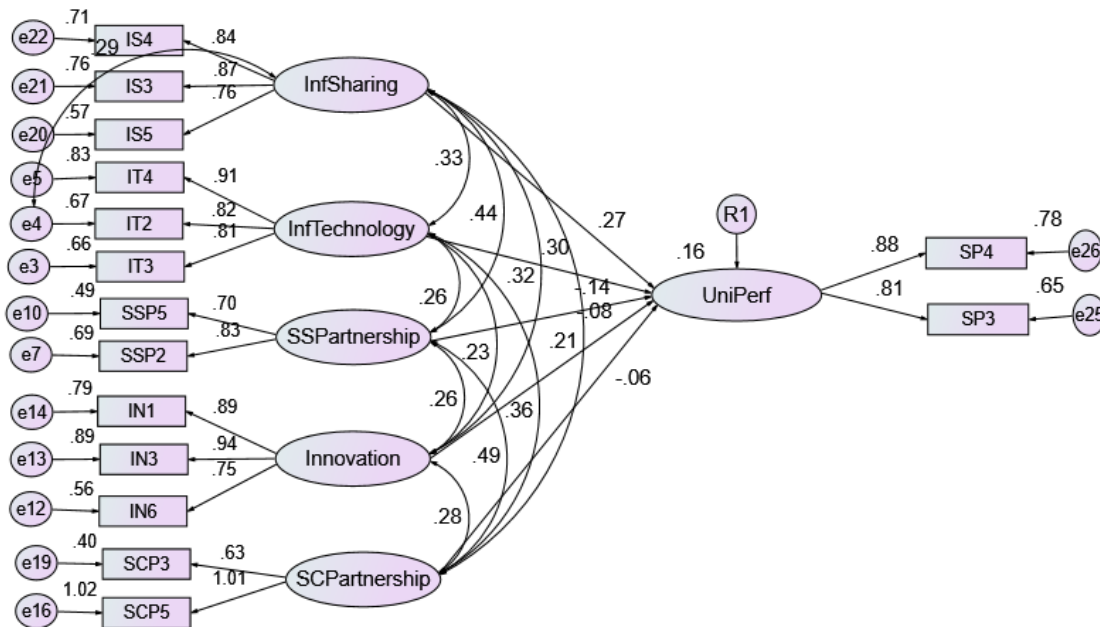 .71
e22
IS4
.84
.29
.76
e21
IS3
.87
InfSharing
.76
.57
e20
IS5
.83
e5
IT4
.91
.33
.67
e4
IT2
.82
InfTechnology
.44
.27
R1
.81
.66
e3
IT3
.30
.32
.16
.88
SP4
.78
e26
.49
e10
SSP5
.70
.26
-.14
-.08
UniPerf
.81
SP3
.65
e25
.69
e7
SSP2
.83
SSPartnership
.23
.21
-.06
.79
e14
IN1
.89
.26
.36
.89
e13
IN3
.94
Innovation
.49
.75
.56
e12
IN6
.28
.40
e19
SCP3
.63
SCPartnership
1.01
1.02
e16
SCP5